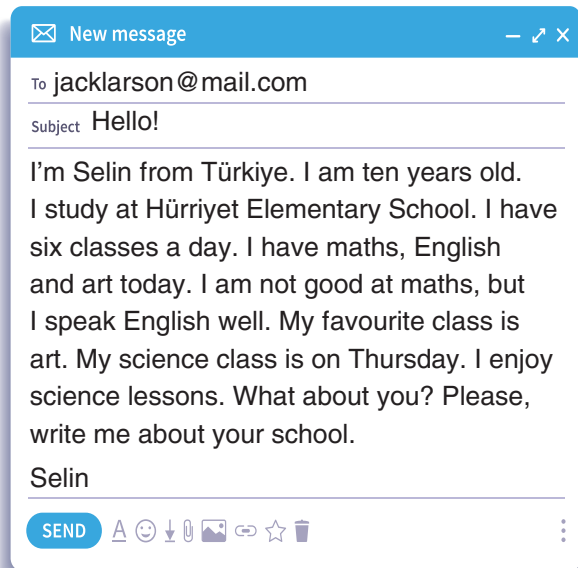 New message
To jacklarson@mail.com
Subject Hello!
I’m Selin from Türkiye. I am ten years old.
I study at Hürriyet Elementary School. I have
six classes a day. I have maths, English
and art today. I am not good at maths, but
I speak English well. My favourite class is
art. My science class is on Thursday. I enjoy
science lessons. What about you? Please,
write me about your school.
Selin
SEND A